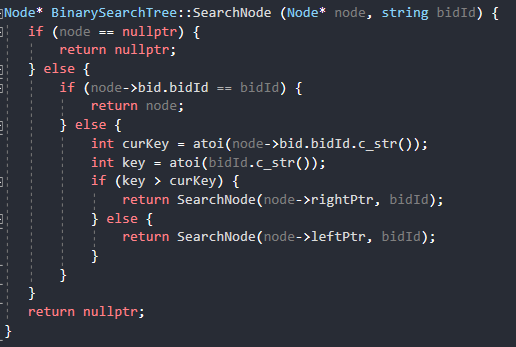 Node* BinarySearchTree::SearchNode (Node* node, string bidId) {
    if (node == nullptr) {
        return nullptr;
    } else {
        if (node->bid.bidId == bidId) {
            return node;
        } else {
            int curKey = atoi(node->bid.bidId.c_str());
            int key = atoi(bidId.c_str());
            if (key > curKey) {
                return SearchNode(node->rightPtr, bidId);
            } else {
                return SearchNode(node->leftPtr, bidId);
            }
        }
    }
    return nullptr;
}